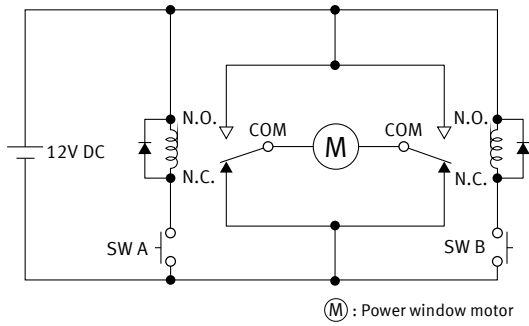 N.O.
COM
COM
N.O.
12V DC
M
N.C.
N.C.
SW A
SW B
M : Power window motor